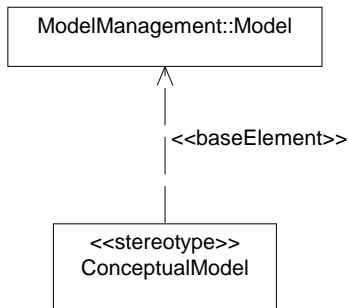 ModelManagement::Model
<<baseElement>>
<<stereotype>>
ConceptualModel